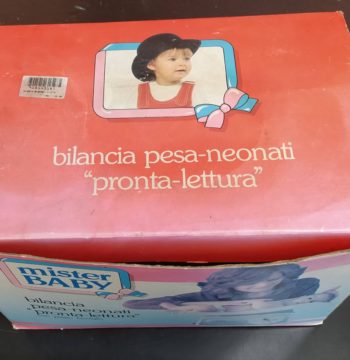 bilancia pesa-neonati
"pronta-lettura"
mister
BABY
bilancia
pesa neonati
"pronta-lettura"